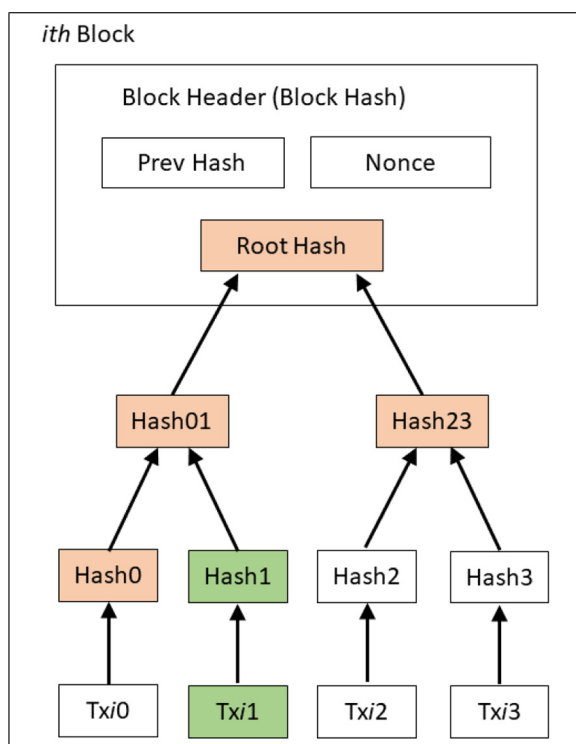 ith Block
Block Header (Block Hash)
Prev Hash
Nonce
Root Hash
Hash01
Hash23
Hash0
Hash1
Hash2
Hash3
Txi0
Txi1
Txi2
Txi3